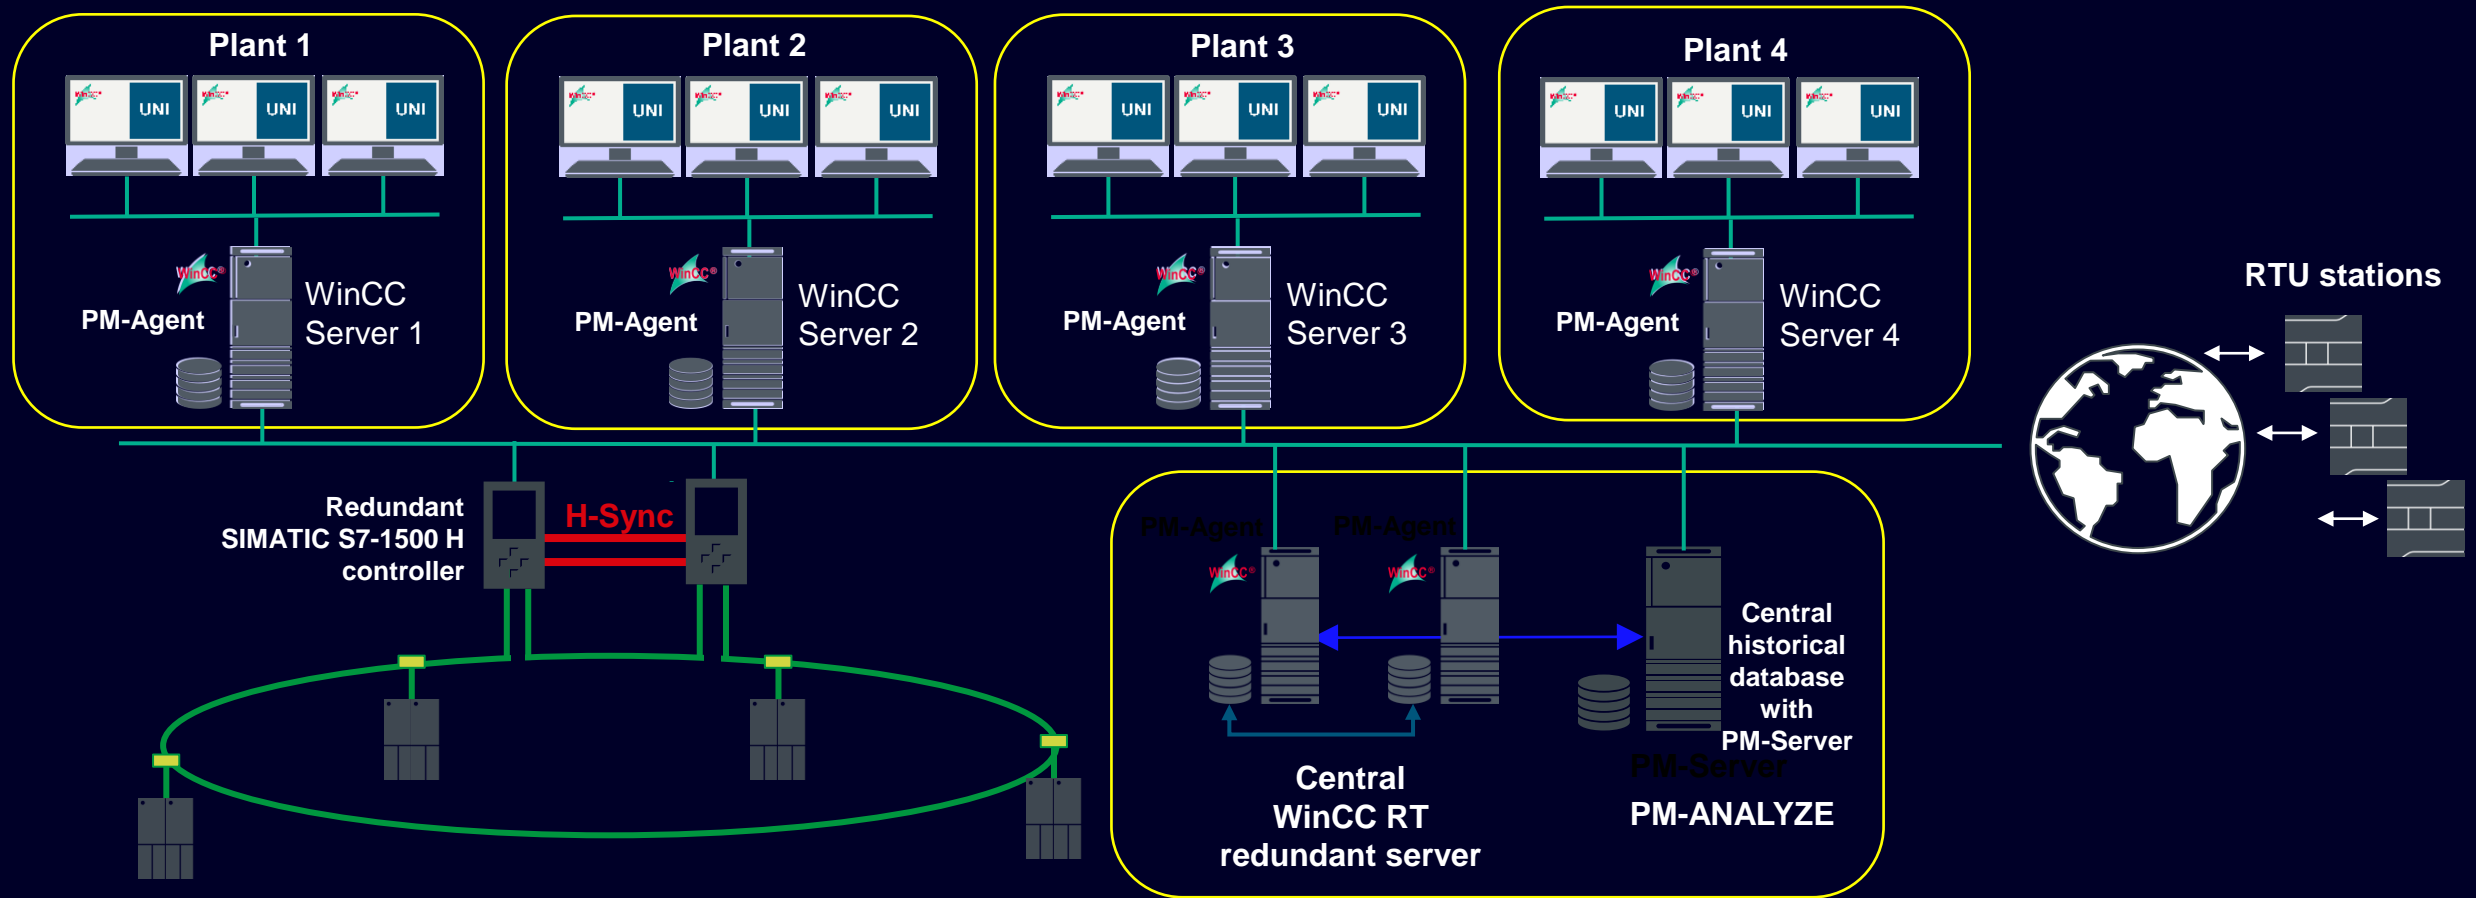 Plant 1
UNI
UNI
UNI
WinCC®
PM-Agent
WinCC
Server 1
Plant 2
UNI
UNI
UNI
WinCC®
PM-Agent
WinCC
Server 2
Plant 3
UNI
UNI
UNI
WinCC®
PM-Agent
WinCC
Server 3
Plant 4
UNI
UNI
UNI
WinCC®
PM-Agent
WinCC
Server 4
RTU stations
Redundant
SIMATIC S7-1500 H
controller
H-Sync
PM-Agent
WinCC®
PM-Agent
WinCC®
Central
WinCC RT
redundant server
Central
historical
database
with
PM-Server
PM-Server
PM-ANALYZE